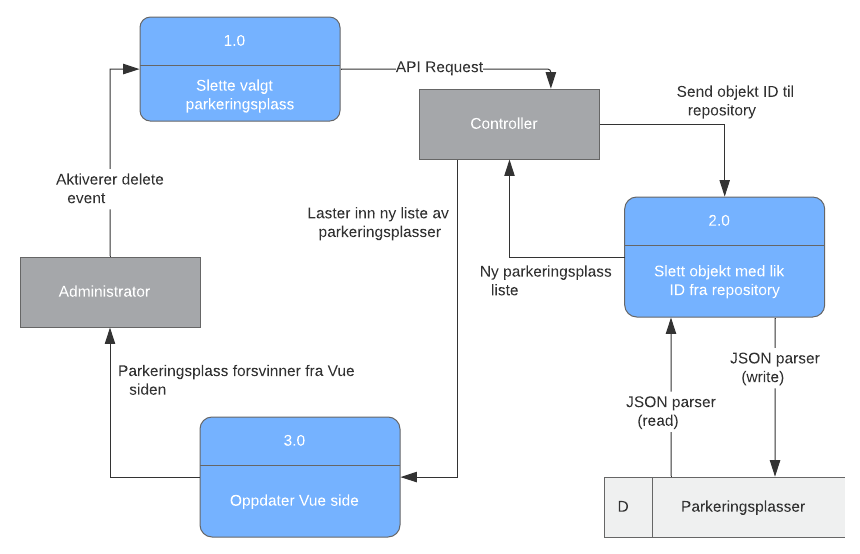 1.0
Slette valgt
parkeringsplass
API Request
Controller
Send objekt ID til
repository
Aktiverer delete
event
Laster inn ny liste av
parkeringsplasser
2.0
Slett objekt med lik
ID fra repository
Ny parkeringsplass
liste
Administrator
Parkeringsplass forsvinner fra Vue
siden
JSON parser
(write)
JSON parser
(read)
3.0
Oppdater Vue side
D
Parkeringsplasser